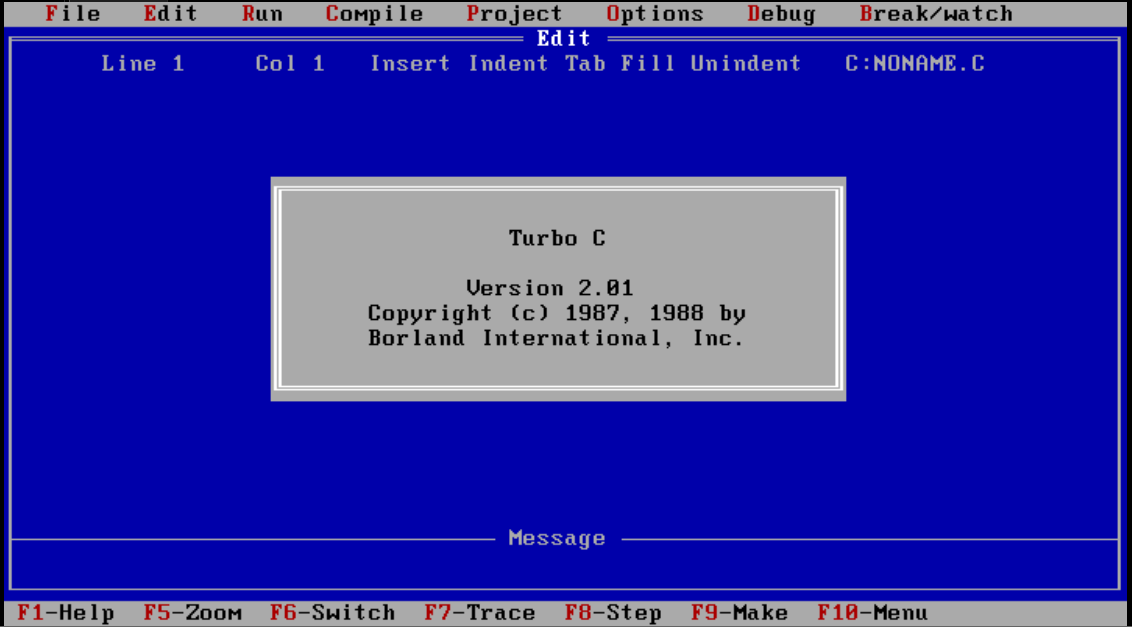 File Edit Run Compile Project Options Debug Break/watch
Edit
Line 1 Col 1 Insert Indent Tab Fill Unindent C:NONAME.C
Turbo C
Version 2.01
Copyright (c) 1987, 1988 by
Borland International, Inc.
Message
F1-Help F5-Zoom F6-Switch F7-Trace F8-Step F9-Make F10-Menu